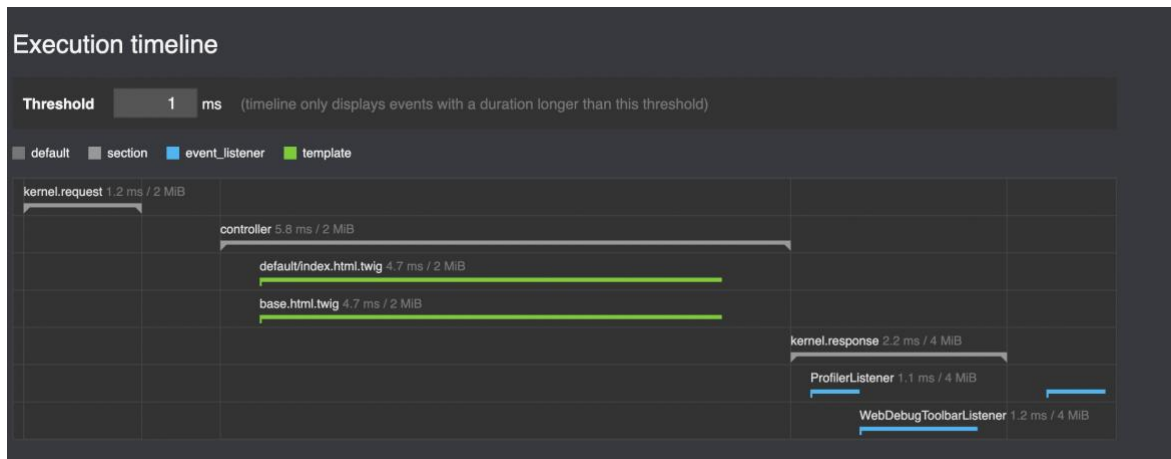 Execution timeline
Threshold 1 ms (timeline only displays events with a duration longer than this threshold)
default section event_listener template
kernel.request 1.2 ms / 2 MiB
controller 5.8 ms / 2 MiB
default/index.html.twig 4.7 ms / 2 MiB
base.html.twig 4.7 ms / 2 MiB
kernel.response 2.2 ms / 4 MiB
ProfilerListener 1.1 ms / 4 MiB
WebDebugToolbarListener 1.2 ms / 4 MiB